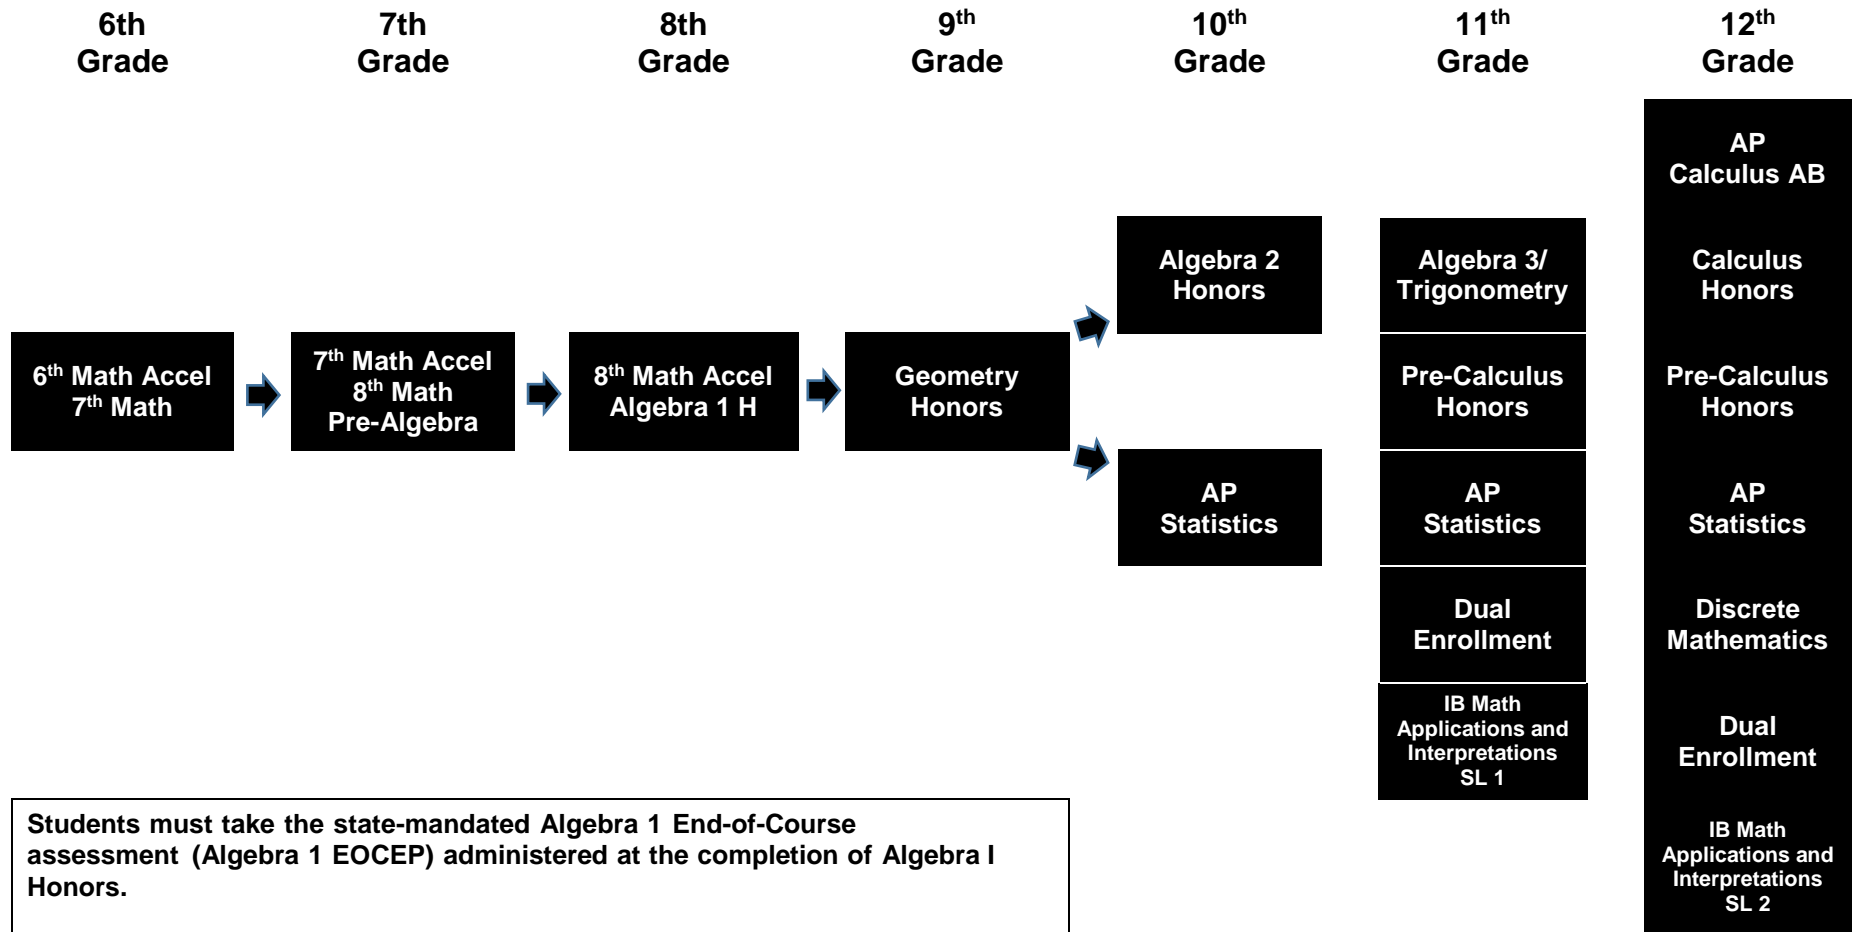 6th
Grade
7th
Grade
8th
Grade
9th
Grade
10th
Grade
11th
Grade
12th
Grade
6th Math Accel
7th Math
7th Math Accel
8th Math
Pre-Algebra
8th Math Accel
Algebra 1 H
Geometry
Honors
Algebra 2
Honors
AP
Statistics
Algebra 3/
Trigonometry
Pre-Calculus
Honors
AP
Statistics
Dual
Enrollment
IB Math
Applications and
Interpretations
SL 1
AP
Calculus AB
Calculus
Honors
Pre-Calculus
Honors
AP
Statistics
Discrete
Mathematics
Dual
Enrollment
IB Math
Applications and
Interpretations
SL 2
Students must take the state-mandated Algebra 1 End-of-Course
assessment (Algebra 1 EOCEP) administered at the completion of Algebra I
Honors.